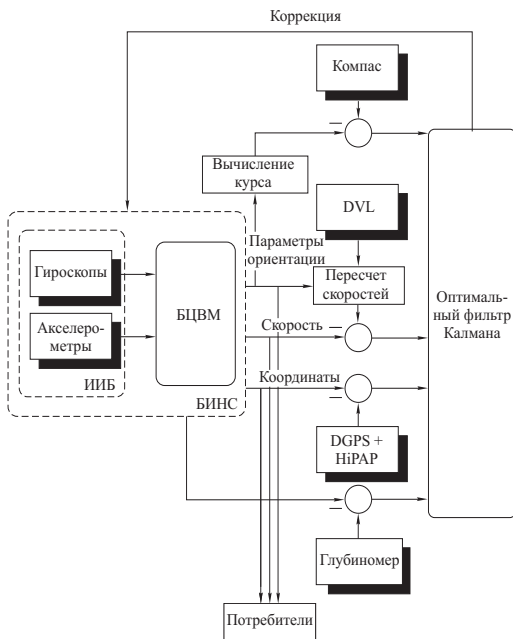 Коррекция
Компас
Вычисление
курса
DVL
Параметры
ориентации
Пересчет
скоростей
Гироскопы
Акселеро-
метры
ИИБ
БЦВМ
БИНС
Скорость
Координаты
Оптималь-
ный фильтр
Калмана
DGPS +
HiPAP
Глубиномер
Потребители